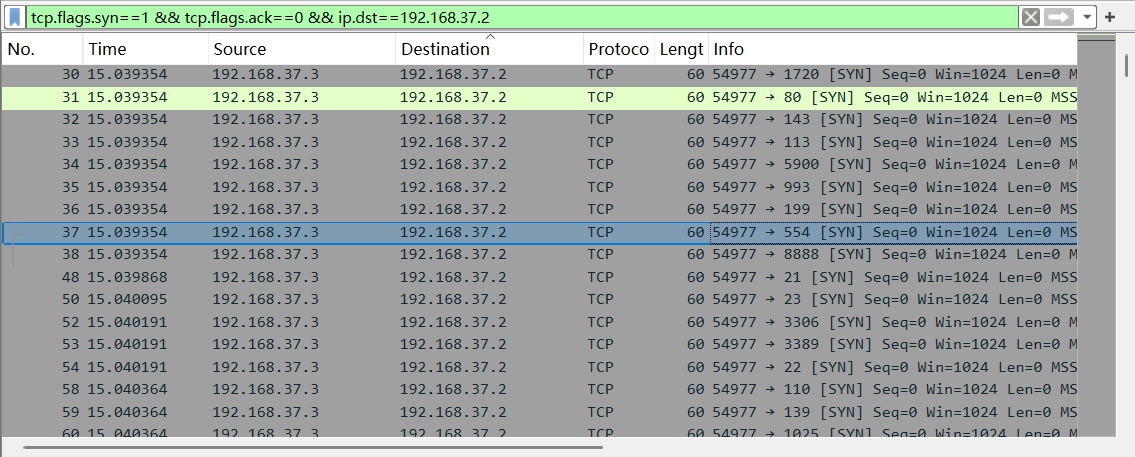 tcp.flags.syn==1 && tcp.flags.ack==0 && ip.dst==192.168.37.2
No. Time Source Destination Protoco Lengt Info
30 15.039354 192.168.37.3 192.168.37.2 TCP 60 54977 → 1720 [SYN] Seq=0 Win=1024 Len=0 M
31 15.039354 192.168.37.3 192.168.37.2 TCP 60 54977 → 80 [SYN] Seq=0 Win=1024 Len=0 MSS
32 15.039354 192.168.37.3 192.168.37.2 TCP 60 54977 → 143 [SYN] Seq=0 Win=1024 Len=0 MS
33 15.039354 192.168.37.3 192.168.37.2 TCP 60 54977 → 113 [SYN] Seq=0 Win=1024 Len=0 MS
34 15.039354 192.168.37.3 192.168.37.2 TCP 60 54977 → 5900 [SYN] Seq=0 Win=1024 Len=0 M
35 15.039354 192.168.37.3 192.168.37.2 TCP 60 54977 → 993 [SYN] Seq=0 Win=1024 Len=0 MS
36 15.039354 192.168.37.3 192.168.37.2 TCP 60 54977 → 199 [SYN] Seq=0 Win=1024 Len=0 MS
37 15.039354 192.168.37.3 192.168.37.2 TCP 60 54977 → 554 [SYN] Seq=0 Win=1024 Len=0 MS
38 15.039354 192.168.37.3 192.168.37.2 TCP 60 54977 → 8888 [SYN] Seq=0 Win=1024 Len=0 M
48 15.039868 192.168.37.3 192.168.37.2 TCP 60 54977 → 21 [SYN] Seq=0 Win=1024 Len=0 MSS
50 15.040095 192.168.37.3 192.168.37.2 TCP 60 54977 → 23 [SYN] Seq=0 Win=1024 Len=0 MSS
52 15.040191 192.168.37.3 192.168.37.2 TCP 60 54977 → 3306 [SYN] Seq=0 Win=1024 Len=0 M
53 15.040191 192.168.37.3 192.168.37.2 TCP 60 54977 → 3389 [SYN] Seq=0 Win=1024 Len=0 M
54 15.040191 192.168.37.3 192.168.37.2 TCP 60 54977 → 22 [SYN] Seq=0 Win=1024 Len=0 MSS
58 15.040364 192.168.37.3 192.168.37.2 TCP 60 54977 → 110 [SYN] Seq=0 Win=1024 Len=0 MS
59 15.040364 192.168.37.3 192.168.37.2 TCP 60 54977 → 139 [SYN] Seq=0 Win=1024 Len=0 MS
60 15.040364 192.168.37.3 192.168.37.2 TCP 60 54977 → 1025 [SYN] Seq=0 Win=1024 Len=0 M